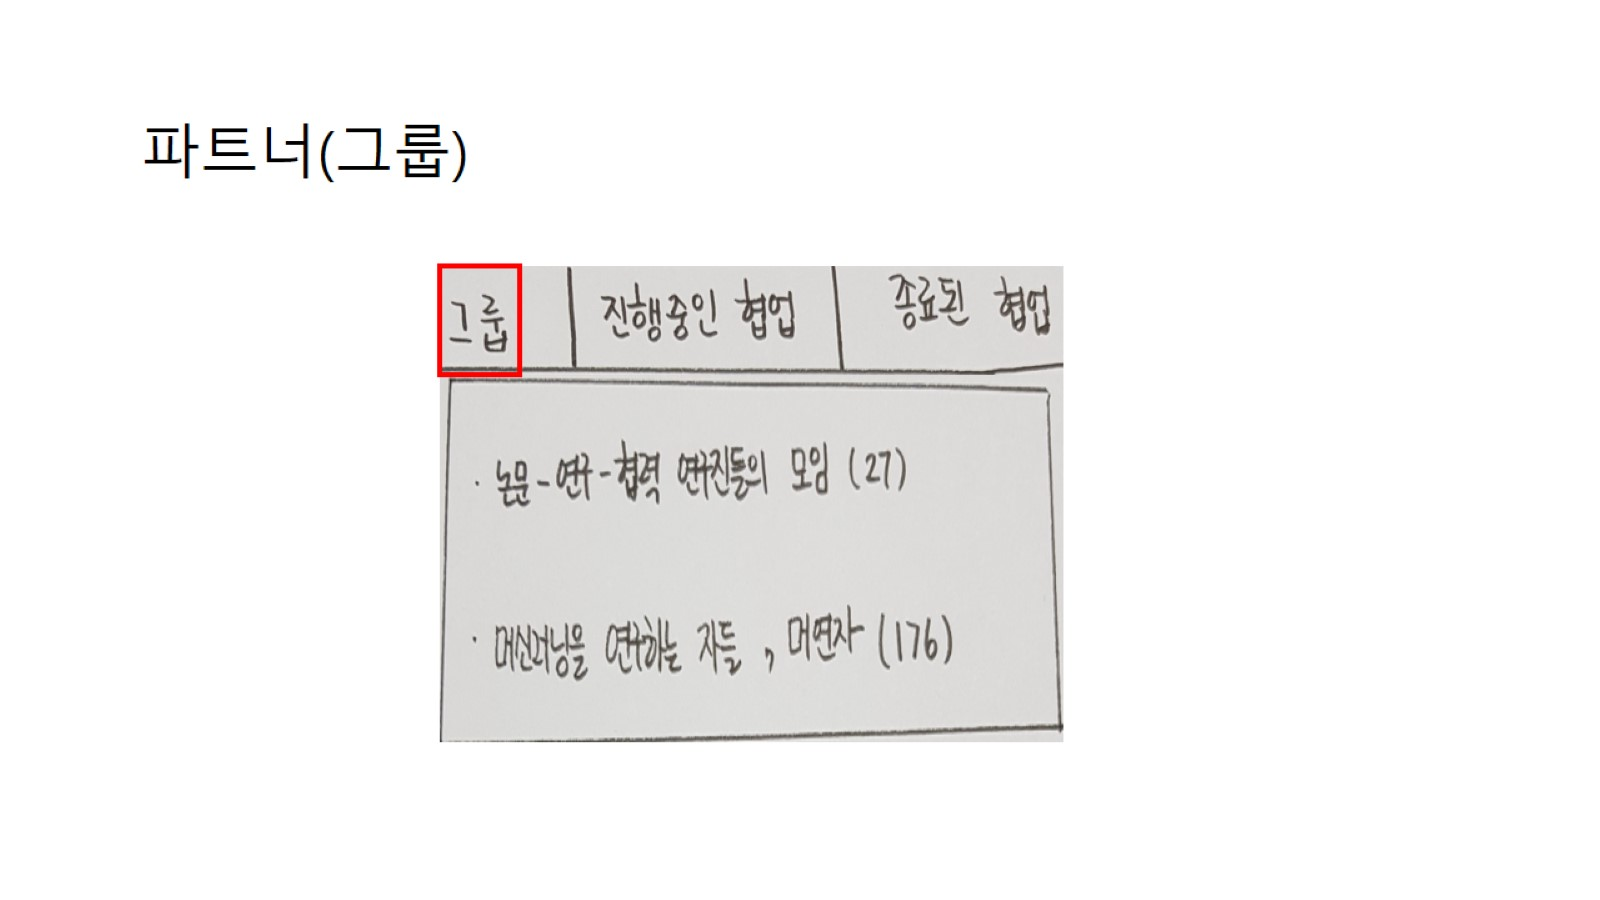 파트너(그룹)
그룹 진행중인 협업 종료된 협업
· 논문-연구-협력 연구진들의 모임 (27)
· 머신러닝을 연구하는 자들, 머연자 (176)